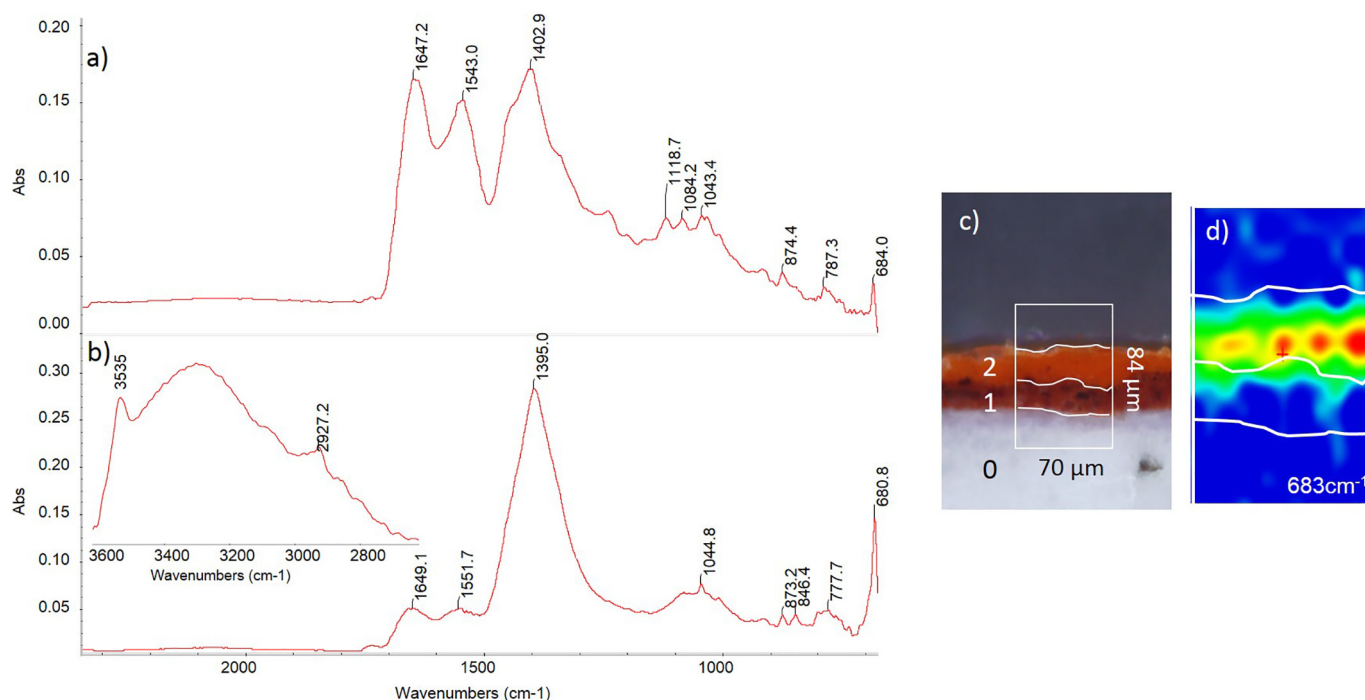 a)
Abs
0.20
0.15
0.10
0.05
0.00
1647.2
1543.0
1402.9
1118.7
1084.2
1043.4
874.4
787.3
684.0
b)
Abs
0.30
0.25
0.20
0.15
0.10
0.05
3535
2927.2
3600 3400 3200 3000 2800
Wavenumbers (cm-1)
1649.1
1551.7
1395.0
1044.8
873.2
846.4
777.7
680.8
2000 1500 1000
Wavenumbers (cm-1)
c)
2
1
0
84 µm
70 µm
d)
683cm-1